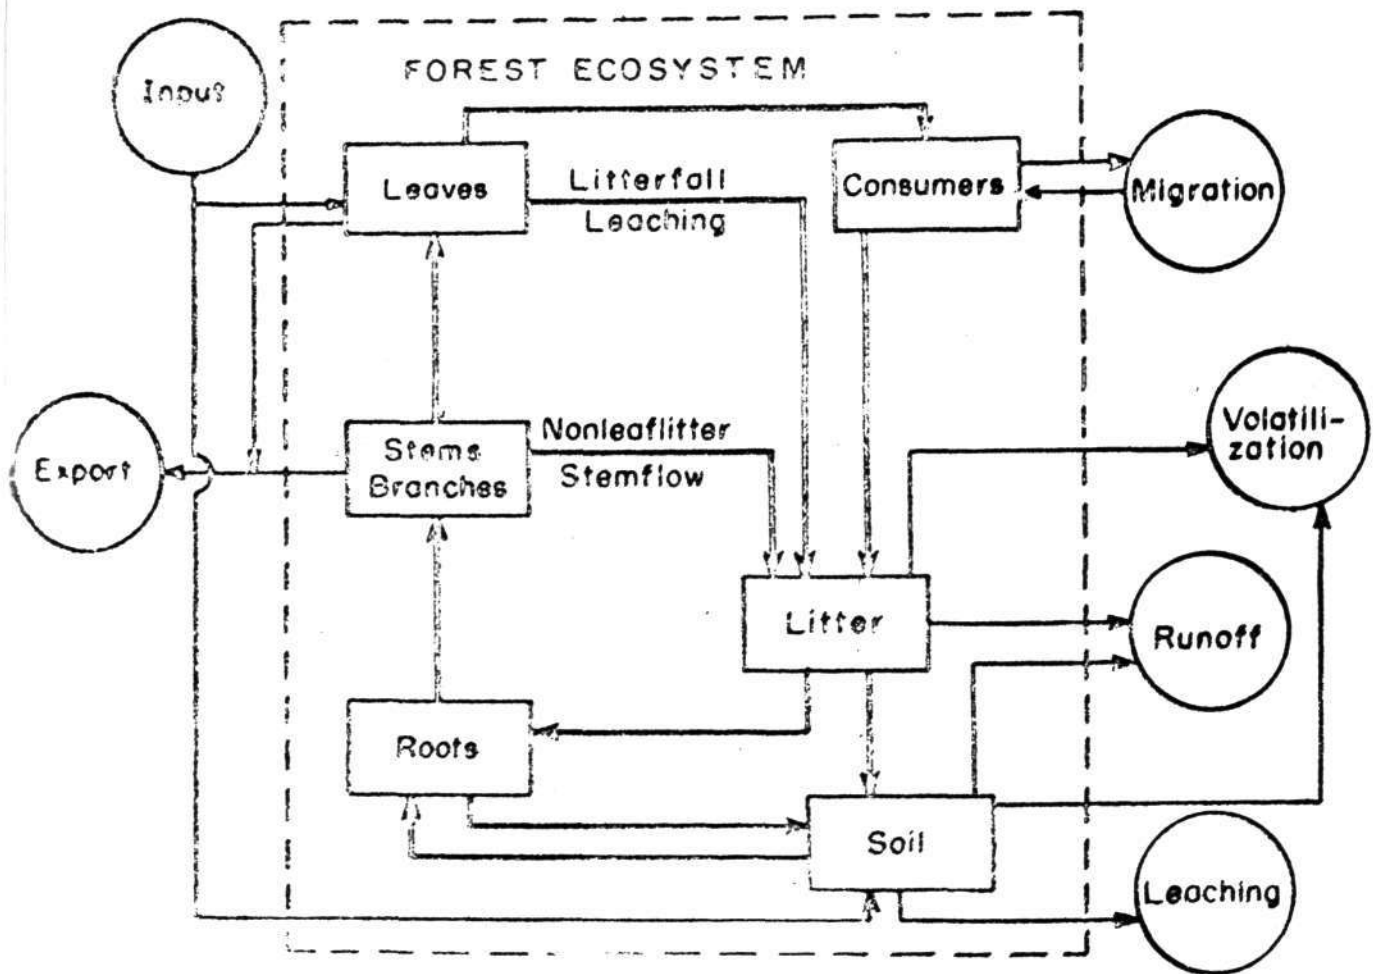 FOREST ECOSYSTEM
Input
Leaves
Litterfall
Leaching
Consumers
Migration
Export
Stems
Branches
Nonleaflitter
Stemflow
Volatili-
zation
Litter
Runoff
Roots
Soil
Leaching